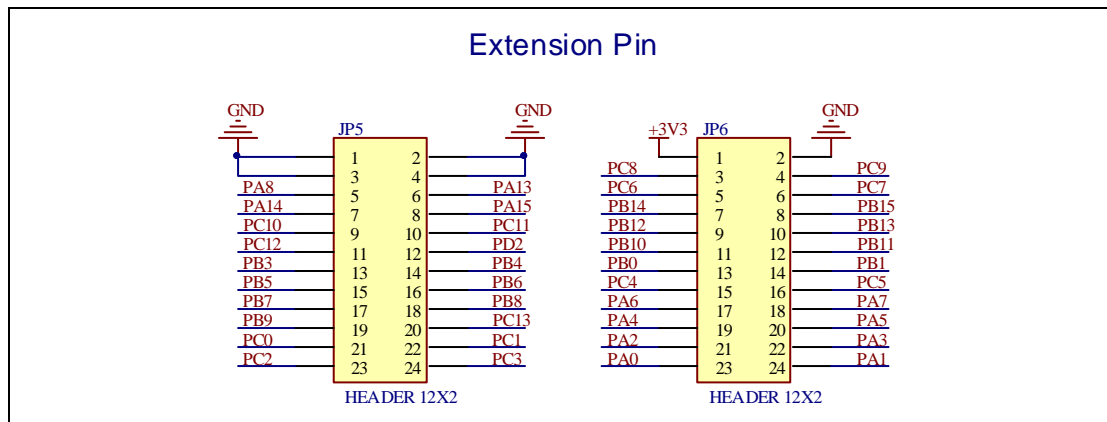 Extension Pin
GND GND GND
JP5 +3V3 JP6
1 2 1 2
3 4 PC8 3 4 PC9
PA8 5 6 PA13 PC6 5 6 PC7
PA14 7 8 PA15 PB14 7 8 PB15
PC10 9 10 PC11 PB12 9 10 PB13
PC12 11 12 PD2 PB10 11 12 PB11
PB3 13 14 PB4 PB0 13 14 PB1
PB5 15 16 PB6 PC4 15 16 PC5
PB7 17 18 PB8 PA6 17 18 PA7
PB9 19 20 PC13 PA4 19 20 PA5
PC0 21 22 PC1 PA2 21 22 PA3
PC2 23 24 PC3 PA0 23 24 PA1
HEADER 12X2 HEADER 12X2